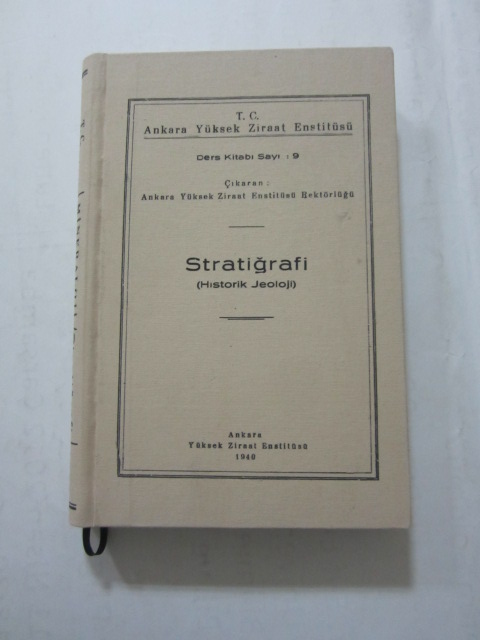 T. C.
Ankara Yüksek Ziraat Enstitüsü
Ders Kitabı Sayı : 9
Çıkaran :
Ankara Yüksek Ziraat Enstitüsü Rektörlüğü
Stratiğrafi
(Historik Jeoloji)
Ankara
Yüksek Ziraat Enstitüsü
1940